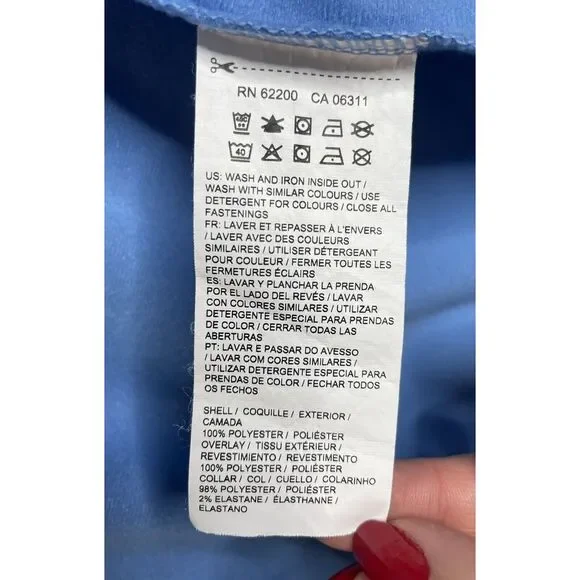 RN 62200 CA 06311
40
US: WASH AND IRON INSIDE OUT /
WASH WITH SIMILAR COLOURS / USE
DETERGENT FOR COLOURS / CLOSE ALL
FASTENINGS
FR: LAVER ET REPASSER À L'ENVERS
/ LAVER AVEC DES COULEURS
SIMILAIRES / UTILISER DÉTERGEANT
POUR COULEUR / FERMER TOUTES LES
FERMETURES ÉCLAIRS
ES: LAVAR Y PLANCHAR LA PRENDA
POR EL LADO DEL REVÉS / LAVAR
CON COLORES SIMILARES / UTILIZAR
DETERGENTE ESPECIAL PARA PRENDAS
DE COLOR / CERRAR TODAS LAS
ABERTURAS
PT: LAVAR E PASSAR DO AVESSO
/ LAVAR COM CORES SIMILARES /
UTILIZAR DETERGENTE ESPECIAL PARA
PRENDAS DE COLOR / FECHAR TODOS
OS FECHOS
SHELL / COQUILLE / EXTERIOR /
CAMADA
100% POLYESTER / POLIÉSTER
OVERLAY / TISSU EXTÉRIEUR /
REVESTIMIENTO / REVESTIMENTO
100% POLYESTER / POLIÉSTER
COLLAR / COL / CUELLO / COLARINHO
98% POLYESTER / POLIÉSTER
2% ELASTANE / ÉLASTHANNE /
ELASTANO